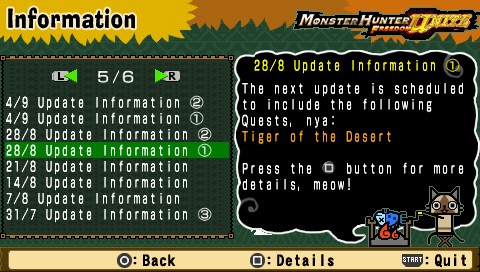 Information
MONSTER HUNTER
FREEDOM UNITE
L 5/6 R
4/9 Update Information ②
4/9 Update Information ①
28/8 Update Information ②
28/8 Update Information ①
21/8 Update Information
14/8 Update Information
7/8 Update Information
31/7 Update Information ③
28/8 Update Information ①
The next update is scheduled
to include the following
Quests, nya:
Tiger of the Desert
Press the □ button for more
details, meow!
○: Back
□: Details
START: Quit